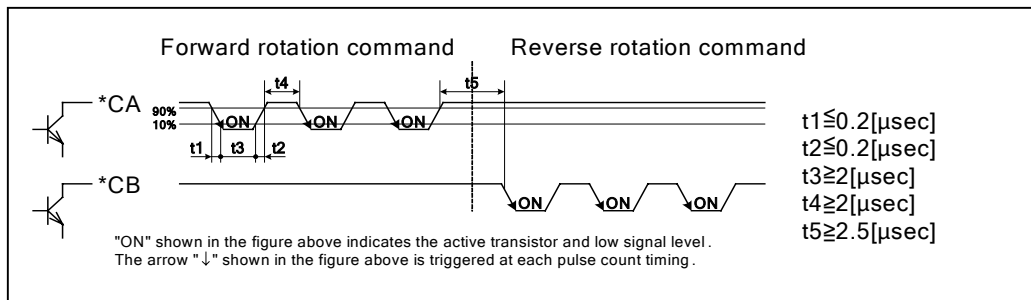 Forward rotation command
Reverse rotation command
t4
t5
*CA
90%
10%
ON
ON
ON
t1
t3
t2
*CB
ON
ON
ON
t1≦0.2[μsec]
t2≦0.2[μsec]
t3≧2[μsec]
t4≧2[μsec]
t5≧2.5[μsec]
"ON" shown in the figure above indicates the active transistor and low signal level.
The arrow "↓" shown in the figure above is triggered at each pulse count timing.